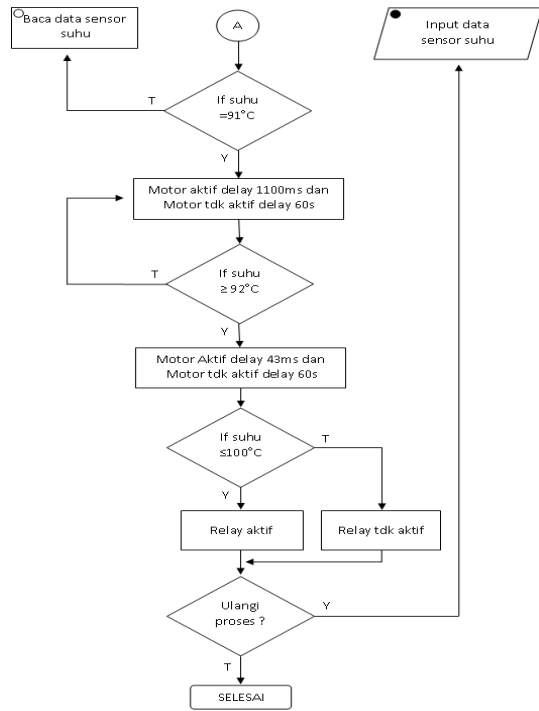 Baca data sensor
suhu
A
Input data
sensor suhu
If suhu
=91°C
T
Y
Motor aktif delay 1100ms dan
Motor tdk aktif delay 60s
If suhu
≥ 92°C
T
Y
Motor Aktif delay 43ms dan
Motor tdk aktif delay 60s
If suhu
≤100°C
T
Y
Relay aktif
Relay tdk aktif
Ulangi
proses ?
Y
T
SELESAI